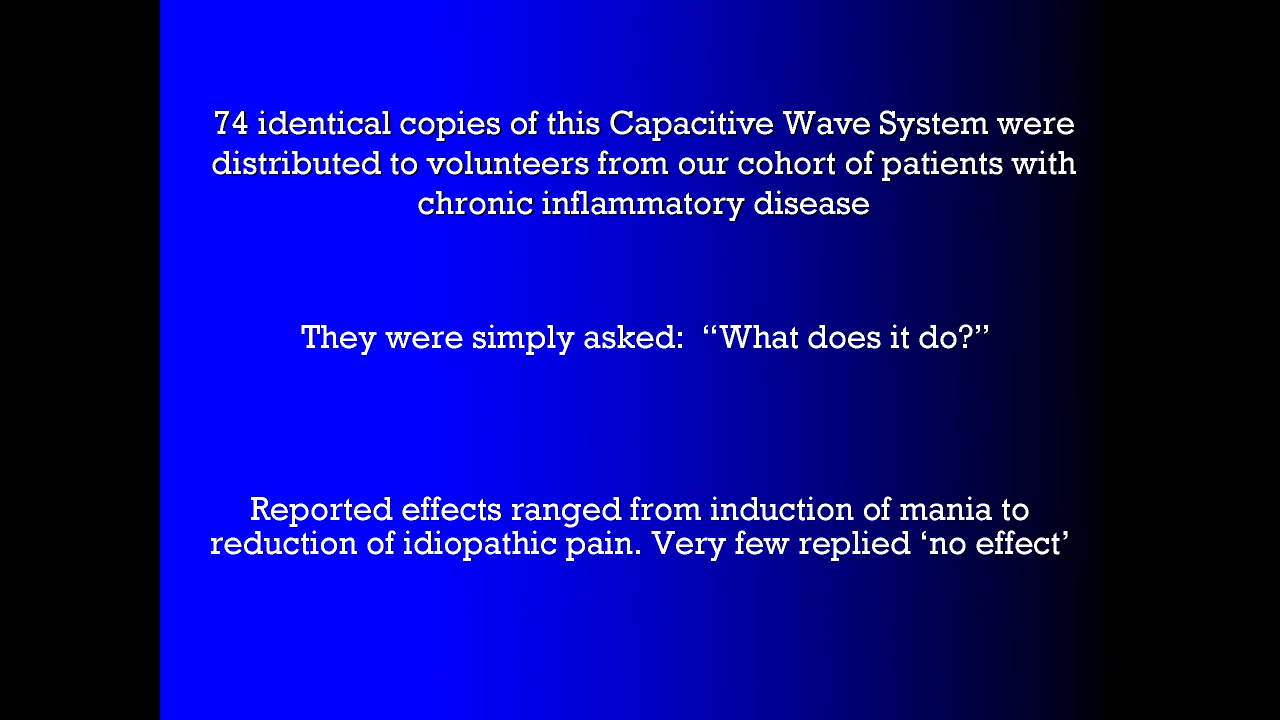 74 identical copies of this Capacitive Wave System were
distributed to volunteers from our cohort of patients with
chronic inflammatory disease
They were simply asked:  “What does it do?”
Reported effects ranged from induction of mania to
reduction of idiopathic pain. Very few replied ‘no effect’